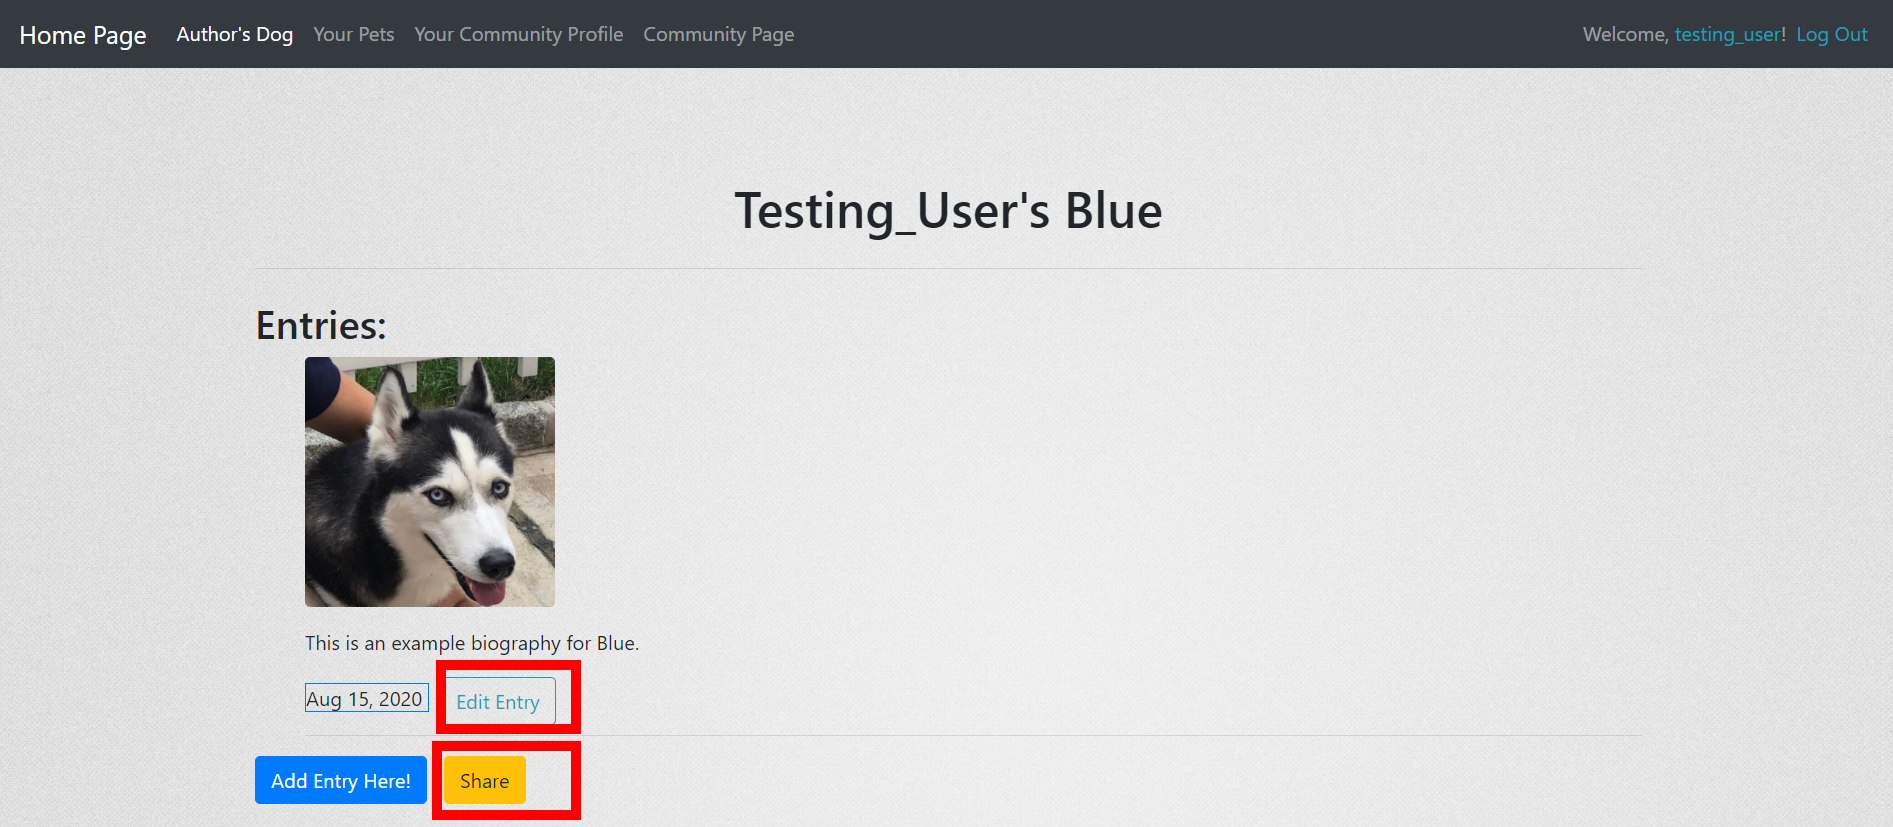 Home Page Author's Dog Your Pets Your Community Profile Community Page Welcome, testing_user! Log Out
Testing_User's Blue
Entries:
This is an example biography for Blue.
Aug 15, 2020 Edit Entry
Add Entry Here! Share